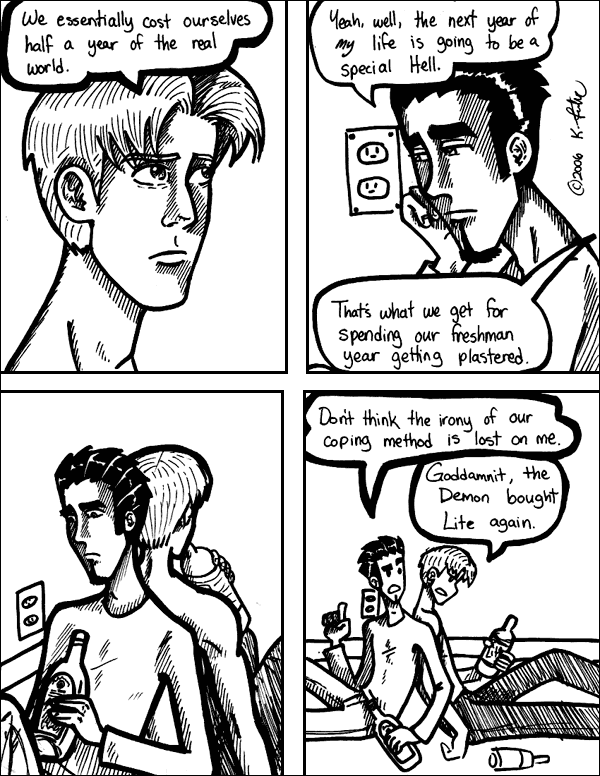 We essentially cost ourselves
half a year of the real
world.
Yeah, well, the next year of
my life is going to be a
special Hell.
©2006 K.
That's what we get for
spending our freshman
year getting plastered.
Don't think the irony of our
coping method is lost on me.
Goddamnit, the
Demon bought
Lite again.